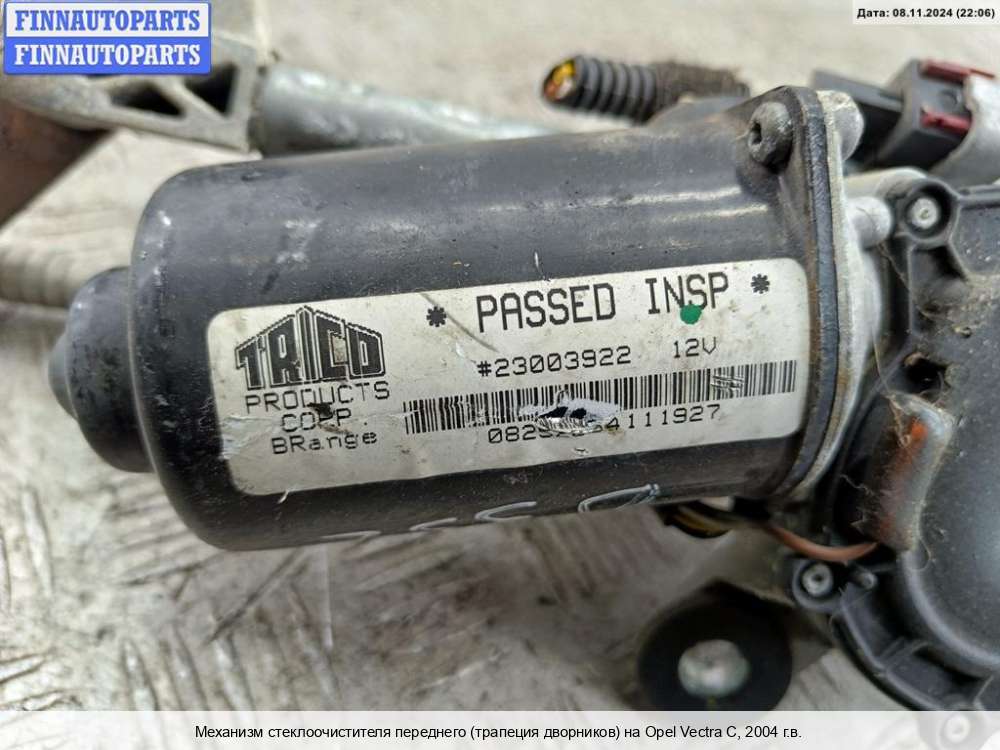 FINNAUTOPARTS
FINNAUTOPARTS
Дата: 08.11.2024 (22:06)
* PASSED INSP *
TRICO
PRODUCTS
CORP.
BRange
#23003922 12V
Механизм стеклоочистителя переднего (трапеция дворников) на Opel Vectra C, 2004 г.в.